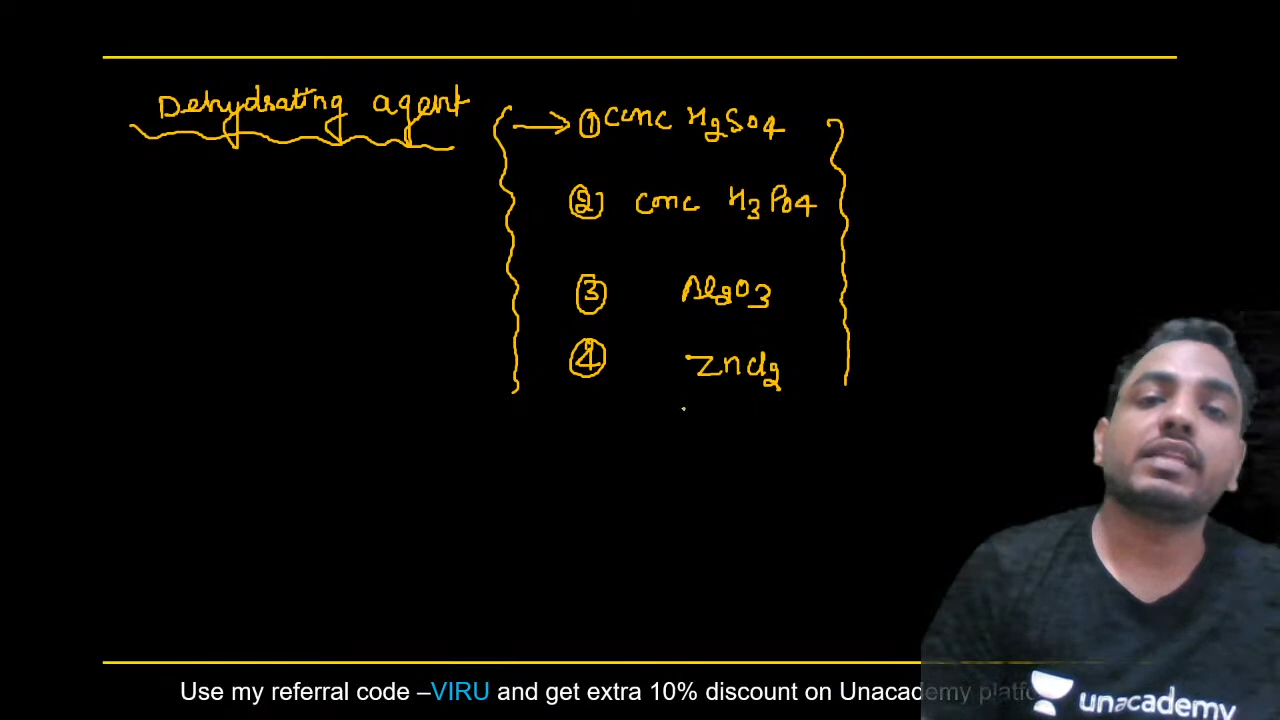 Dehydrating agent
→ ① conc H2SO4
② conc H3PO4
③ Al2O3
④ ZnCl2
Use my referral code –VIRU and get extra 10% discount on Unacademy platfo
unacademy